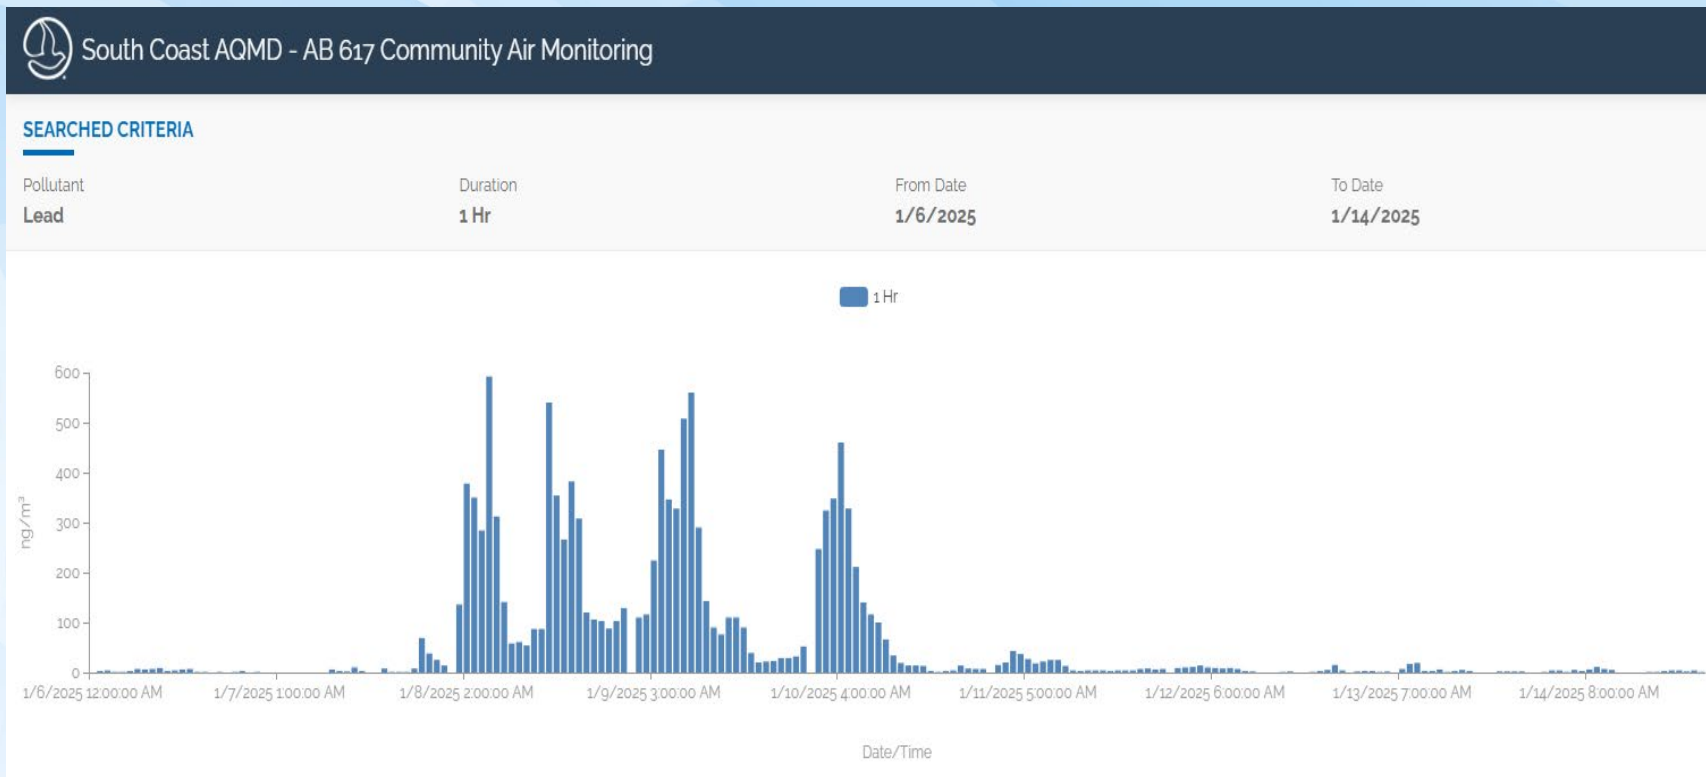 South Coast AQMD - AB 617 Community Air Monitoring
SEARCHED CRITERIA
Pollutant Duration From Date To Date
Lead 1 Hr 1/6/2025 1/14/2025
1 Hr
600
500
400
300
200
100
0
ng/m³
1/6/2025 12:00:00 AM 1/7/2025 1:00:00 AM 1/8/2025 2:00:00 AM 1/9/2025 3:00:00 AM 1/10/2025 4:00:00 AM 1/11/2025 5:00:00 AM 1/12/2025 6:00:00 AM 1/13/2025 7:00:00 AM 1/14/2025 8:00:00 AM
Date/Time